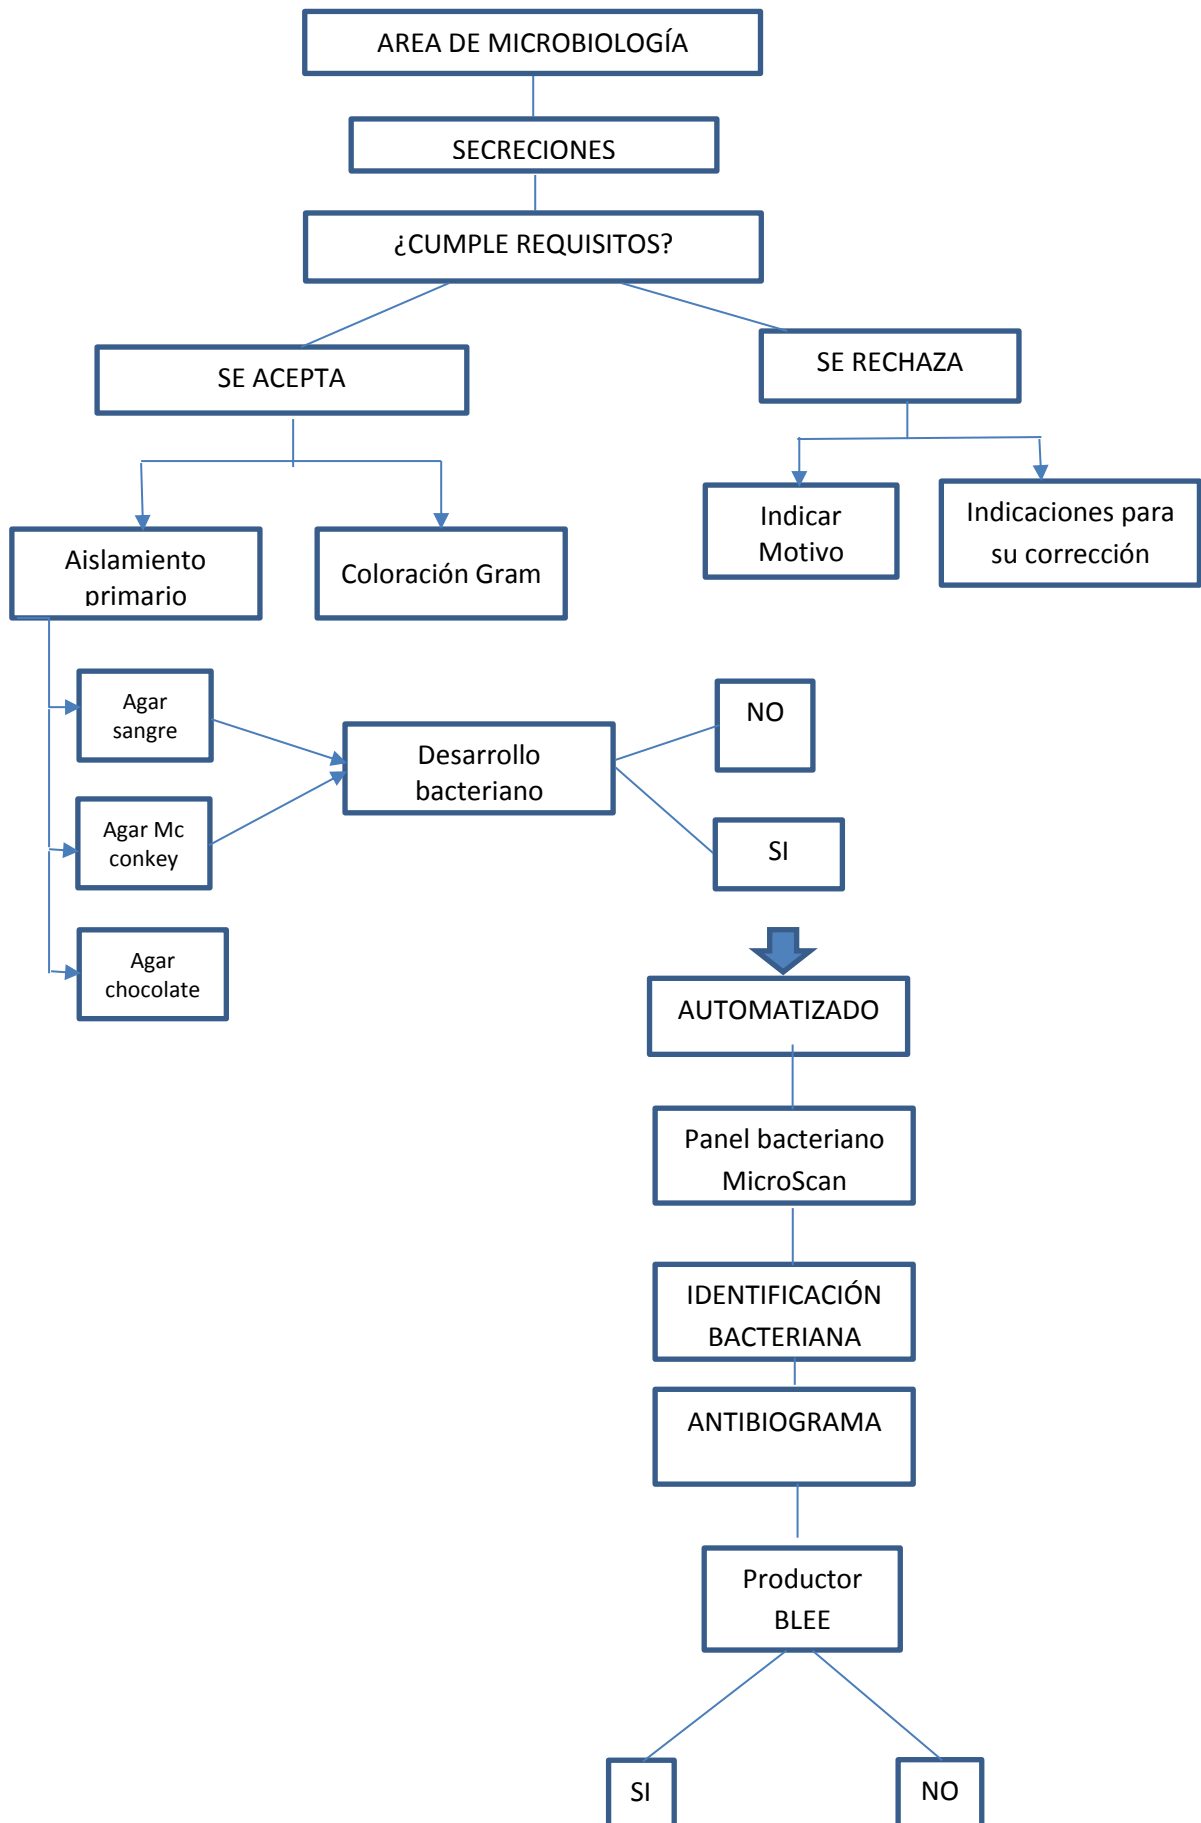 AREA DE MICROBIOLOGÍA
SECRECIONES
¿CUMPLE REQUISITOS?
SE ACEPTA
SE RECHAZA
Aislamiento
primario
Coloración Gram
Indicar
Motivo
Indicaciones para
su corrección
Agar
sangre
Agar Mc
conkey
Agar
chocolate
Desarrollo
bacteriano
NO
SI
AUTOMATIZADO
Panel bacteriano
MicroScan
IDENTIFICACIÓN
BACTERIANA
ANTIBIOGRAMA
Productor
BLEE
SI
NO